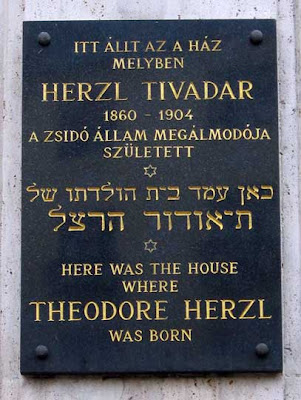 ITT ÁLLT AZ A HÁZ
MELYBEN
HERZL TIVADAR
1860 - 1904
A ZSIDÓ ÁLLAM MEGÁLMODÓJA
SZÜLETETT
כאן עמד בית הולדתו של
תיאודור הרצל
HERE WAS THE HOUSE
WHERE
THEODORE HERZL
WAS BORN